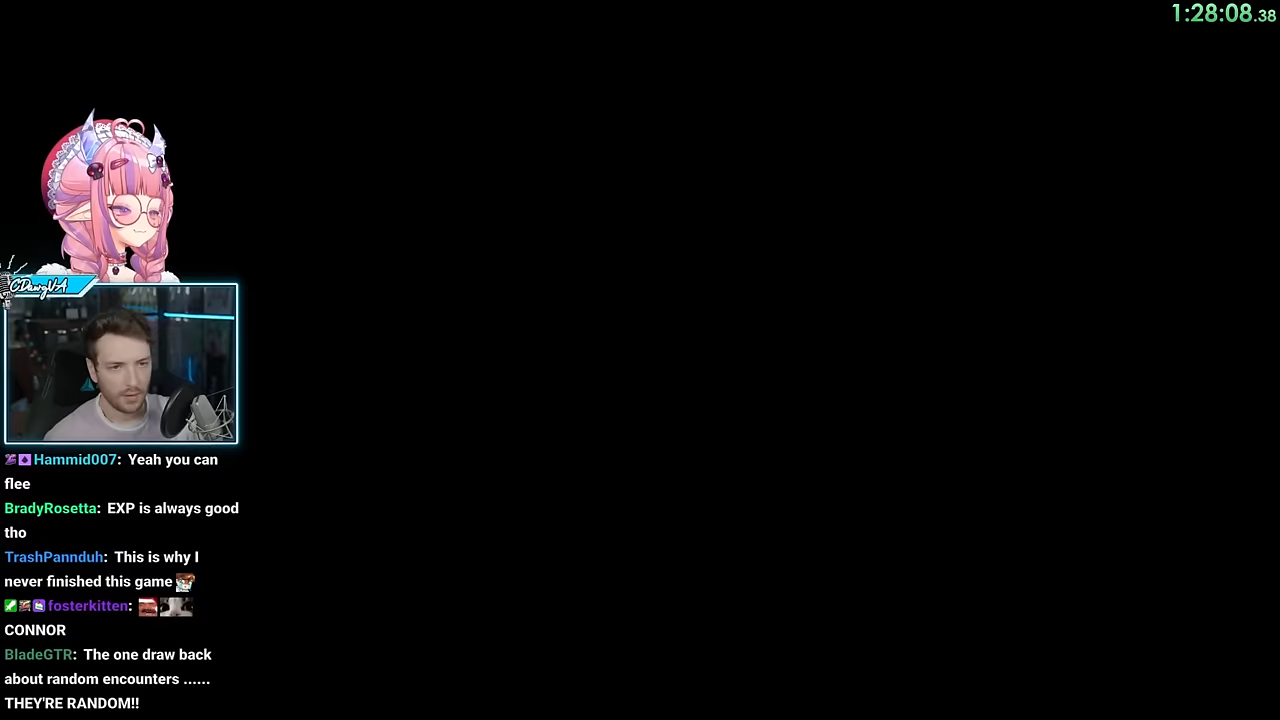 1:28:08.38
CDawgVA
Hammid007: Yeah you can
flee
BradyRosetta: EXP is always good
tho
TrashPannduh: This is why I
never finished this game
fosterkitten:
CONNOR
BladeGTR: The one draw back
about random encounters ......
THEY'RE RANDOM!!